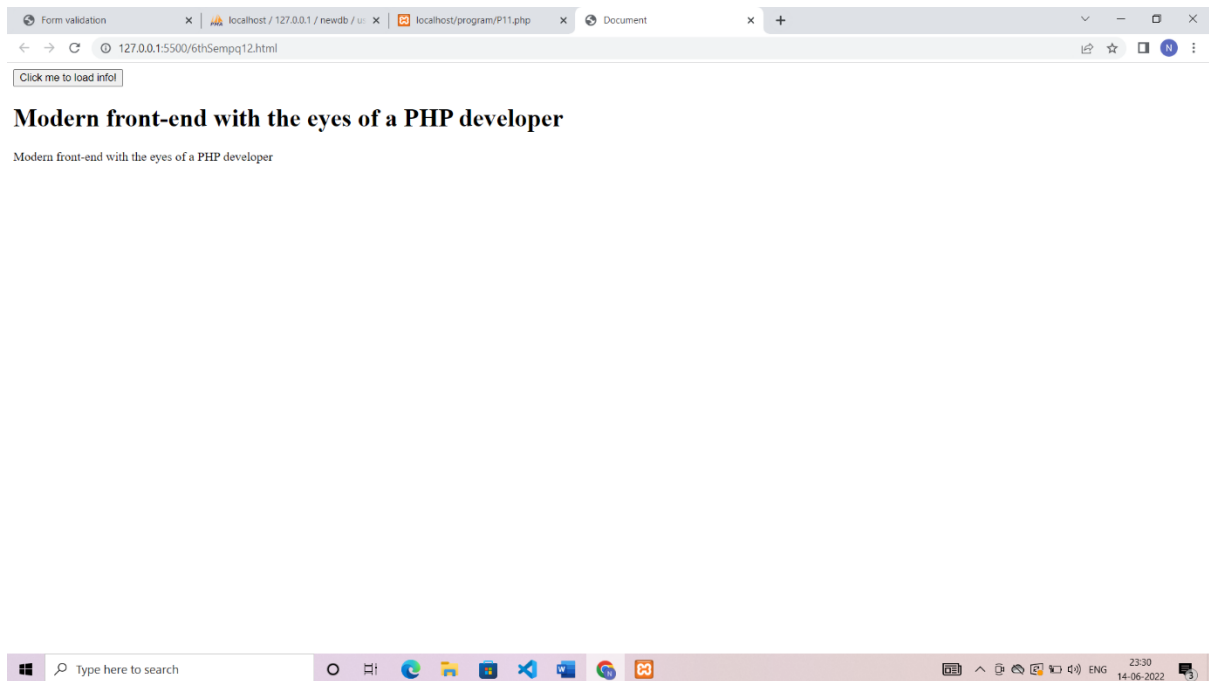 Form validation
localhost / 127.0.0.1 / newdb / us
localhost/program/P11.php
Document
127.0.0.1:5500/6thSempq12.html
N
Click me to load info!
Modern front-end with the eyes of a PHP developer
Modern front-end with the eyes of a PHP developer
Type here to search
ENG
23:30
14-06-2022
3